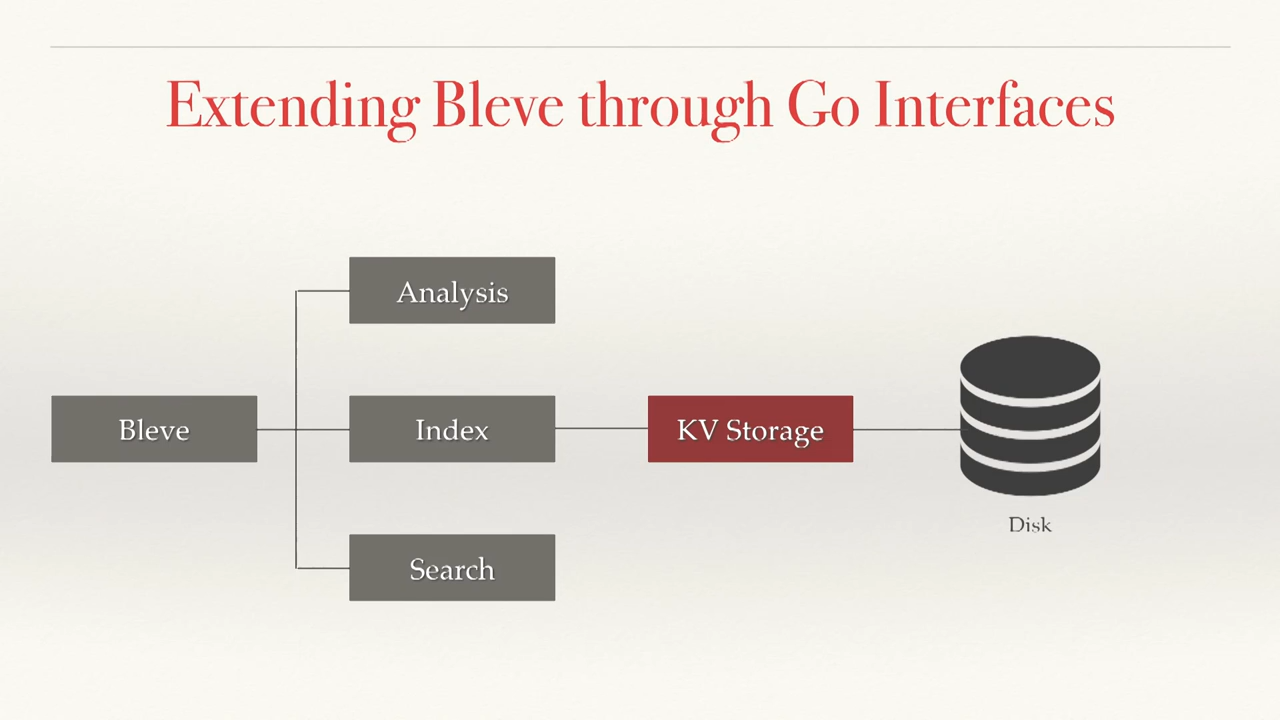 Extending Bleve through Go Interfaces
Analysis
Bleve
Index
KV Storage
Disk
Search